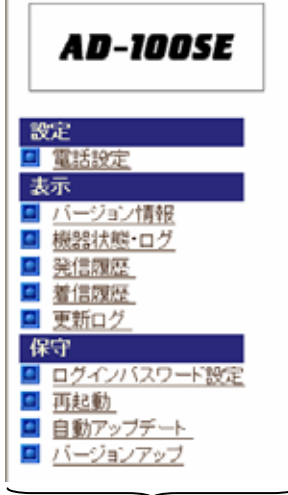 AD-100SE
設定
電話設定
表示
バージョン情報
機器状態・ログ
発信履歴
着信履歴
更新ログ
保守
ログインパスワード設定
再起動
自動アップデート
バージョンアップ